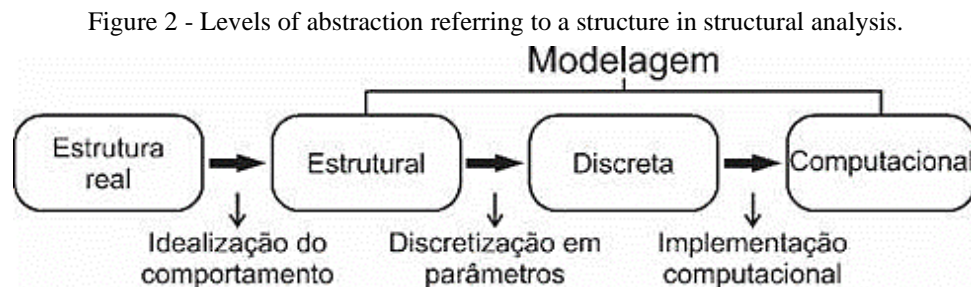 Figure 2 - Levels of abstraction referring to a structure in structural analysis.
Modelagem
Estrutura
real
Estrutural
Discreta
Computacional
Idealização do
comportamento
Discretização em
parâmetros
Implementação
computacional